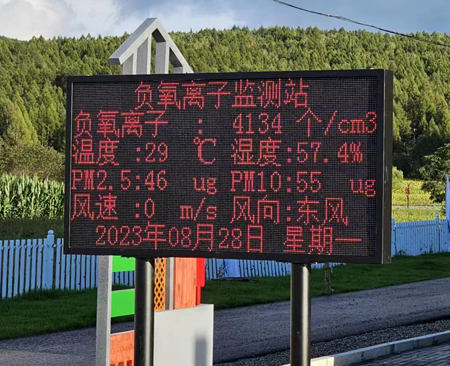 负氧离子监测站
负氧离子 : 4134 个/cm3
温度:29 ℃ 湿度:57.4%
PM2.5:46 ug PM10:55 ug
风速:0 m/s 风向:东风
2023年08月28日 星期一